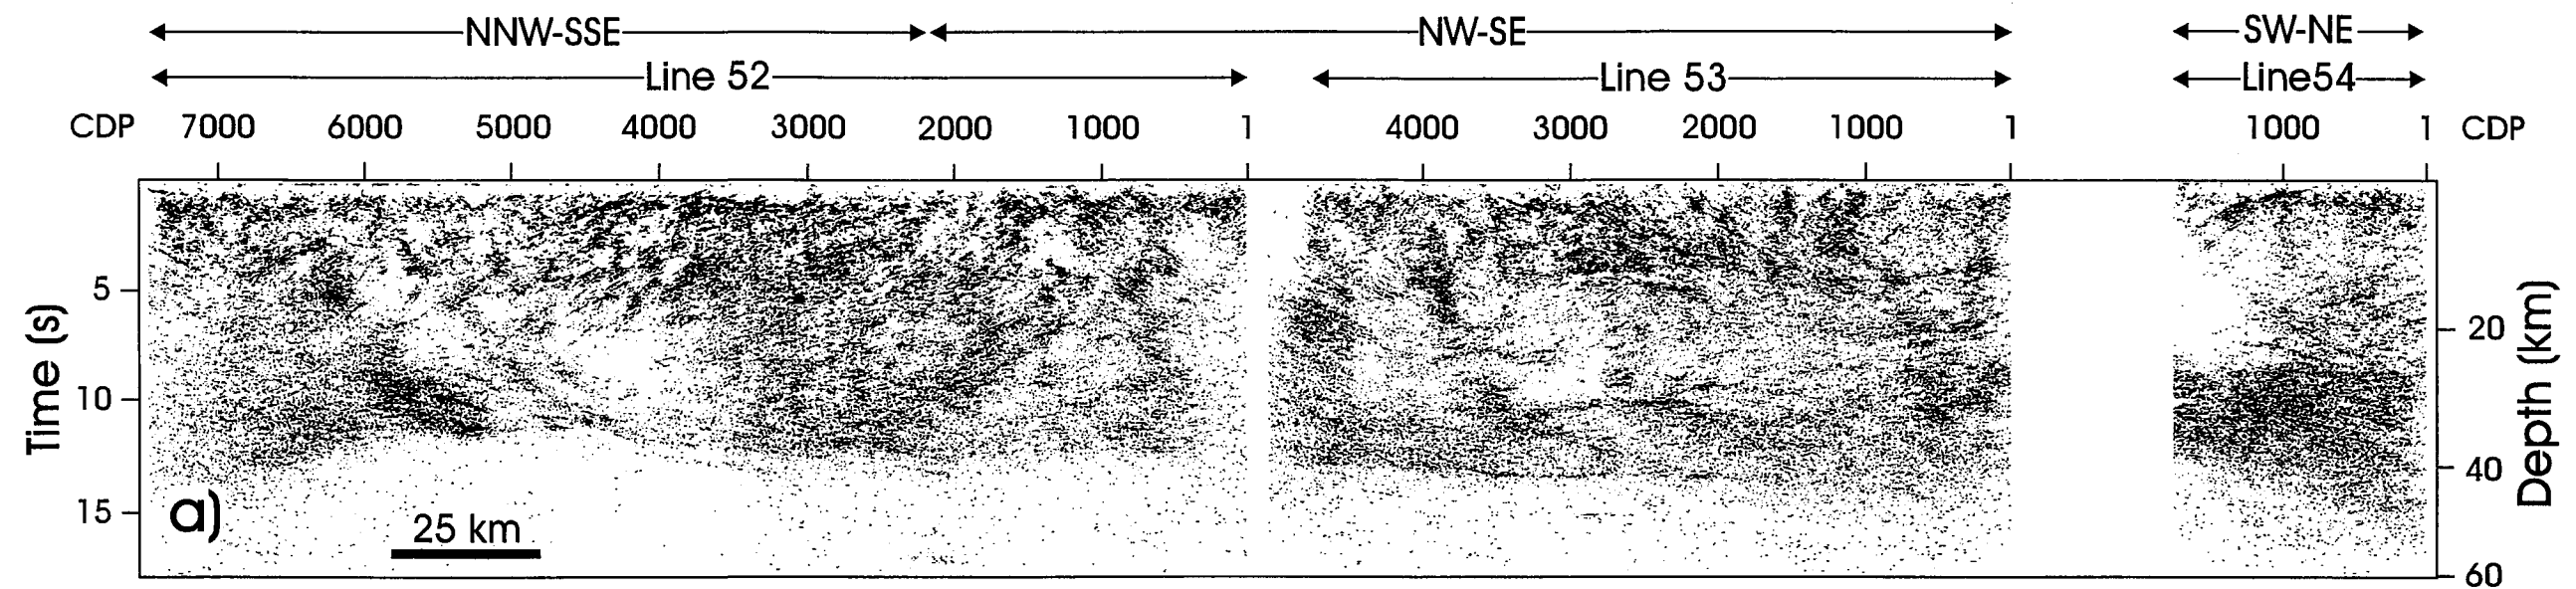 NNW-SSE NW-SE SW-NE
Line 52 Line 53 Line54
CDP 7000 6000 5000 4000 3000 2000 1000 1 4000 3000 2000 1000 1 1000 1 CDP
Time (s)
5
10
15
a)
25 km
20
40
60
Depth (km)